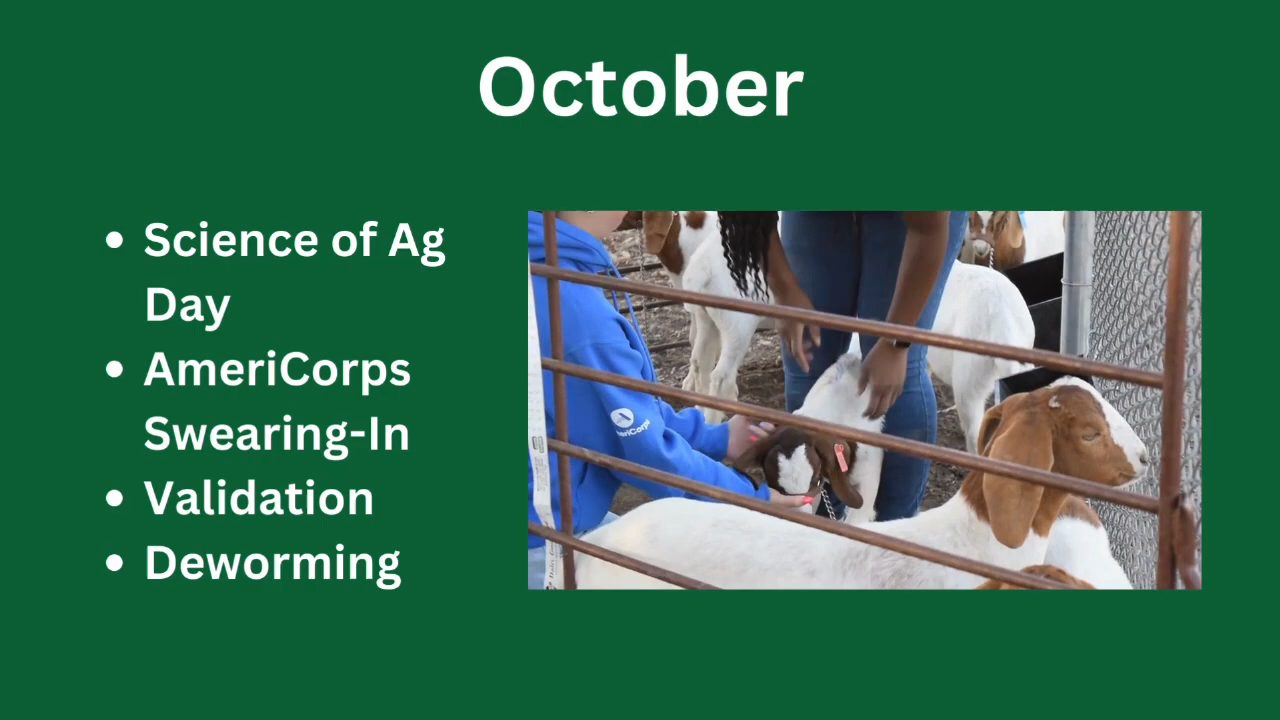 October
• Science of Ag
Day
• AmeriCorps
Swearing-In
• Validation
• Deworming
AmeriCorps